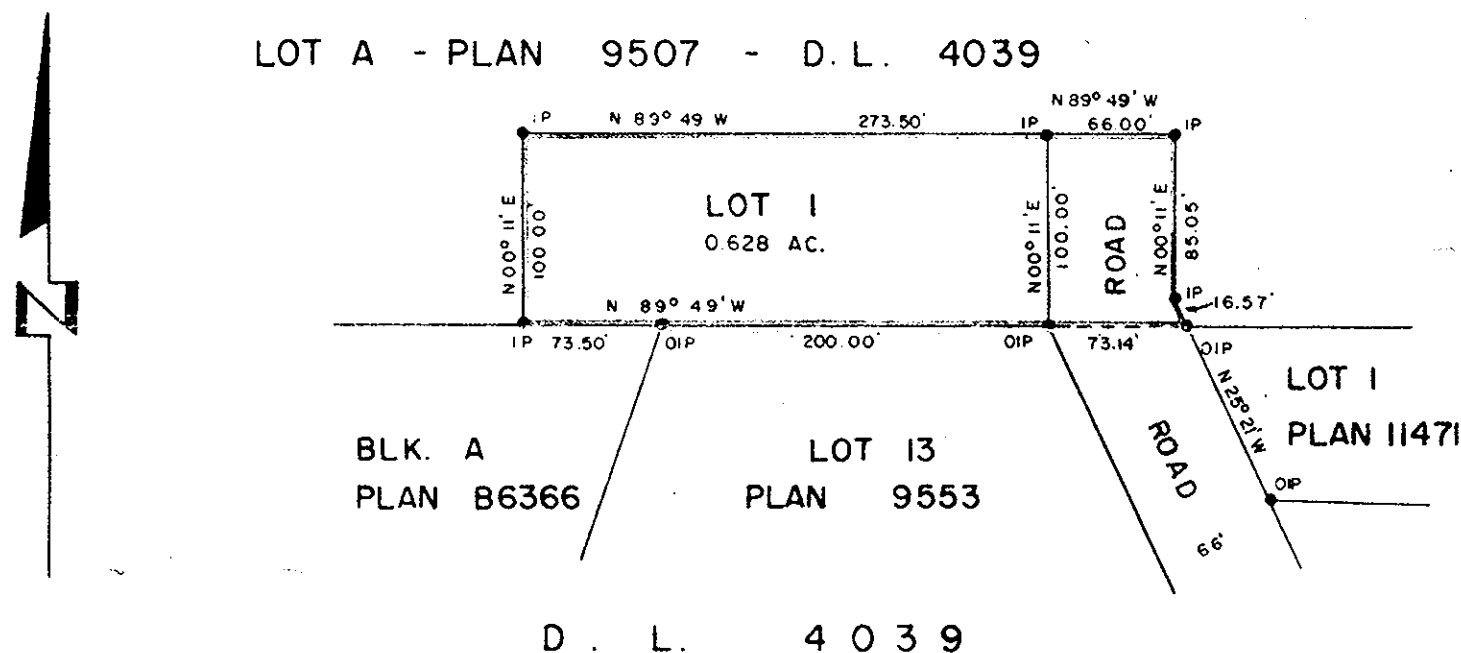 LOT A - PLAN 9507 - D.L. 4039
N 89° 49' W
IP N 89° 49 W 273.50' IP 66.00' IP
N00° 11' E
100 00'
LOT 1
0.628 AC.
N00° 11' E
100.00'
ROAD
N00° 11' E
85.05'
IP
16.57'
N 89° 49' W
IP 73.50' OIP 200.00' OIP 73.14' OIP
N 25° 21' W
LOT 1
PLAN 11471
BLK. A
PLAN B6366
LOT 13
PLAN 9553
ROAD
66'
OIP
N
D. L. 4039